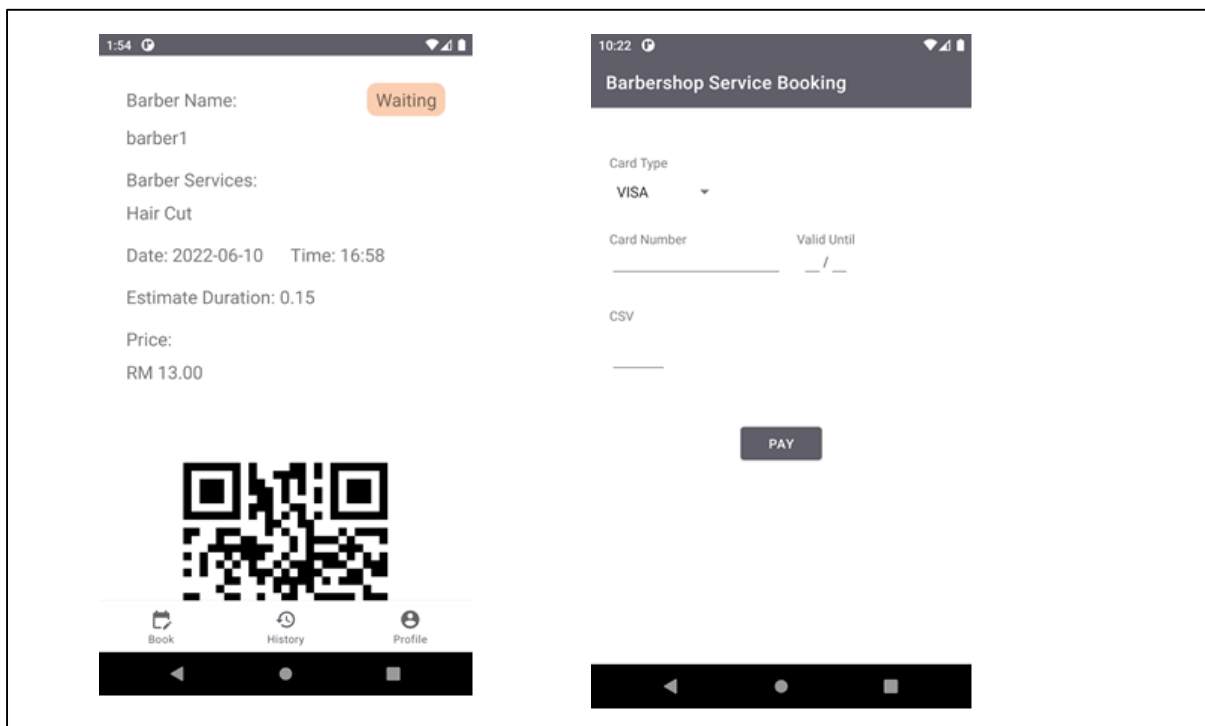 1:54
Barber Name:
Waiting
barber1
Barber Services:
Hair Cut
Date: 2022-06-10 Time: 16:58
Estimate Duration: 0.15
Price:
RM 13.00
Book
History
Profile
10:22
Barbershop Service Booking
Card Type
VISA
Card Number
Valid Until
__ / __
CSV
PAY